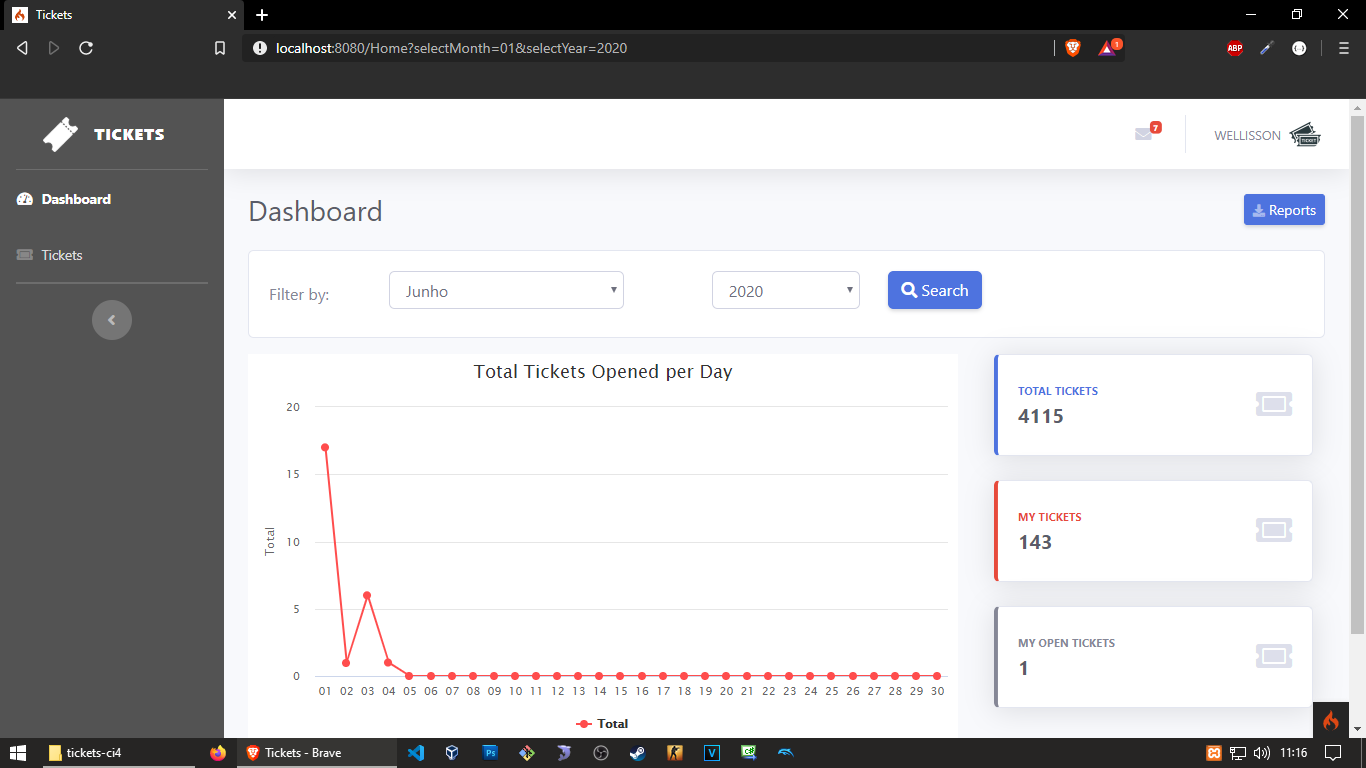 Tickets
localhost:8080/Home?selectMonth=01&selectYear=2020
ABP
1
TICKETS
7
WELLISSON
TICKET
Dashboard
Tickets
Dashboard
Reports
Filter by:
Junho
2020
Search
Total Tickets Opened per Day
20
15
10
5
0
Total
01 02 03 04 05 06 07 08 09 10 11 12 13 14 15 16 17 18 19 20 21 22 23 24 25 26 27 28 29 30
Total
TOTAL TICKETS
4115
MY TICKETS
143
MY OPEN TICKETS
1
tickets-ci4
Tickets - Brave
Ps
V
C#
11:16